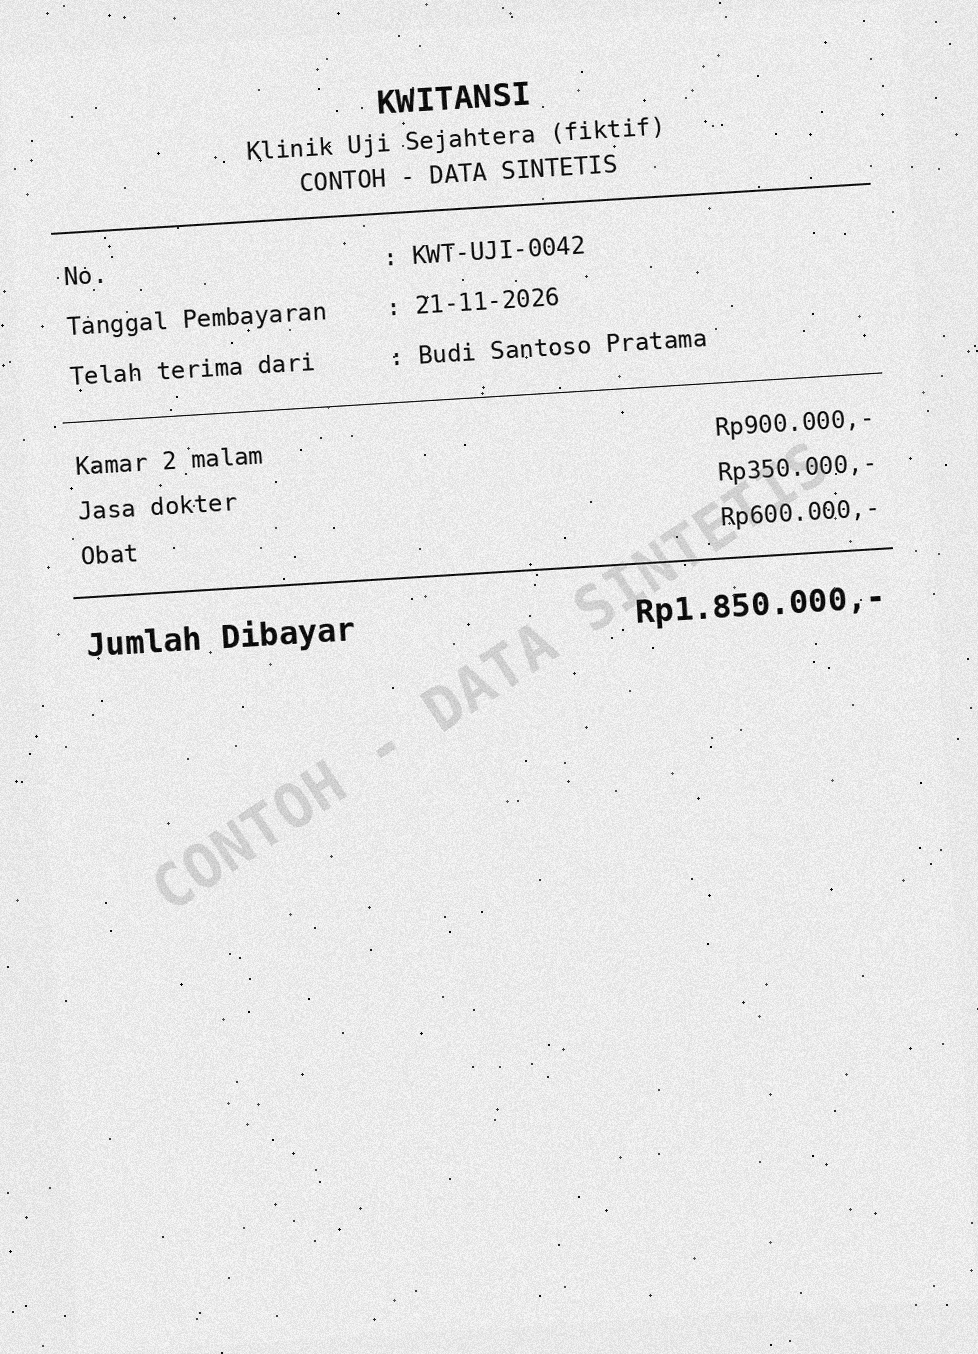 KWITANSI
Klinik Uji Sejahtera (fiktif)
CONTOH - DATA SINTETIS
No. : KWT-UJI-0042
Tanggal Pembayaran : 21-11-2026
Telah terima dari : Budi Santoso Pratama
Kamar 2 malam Rp900.000,-
Jasa dokter Rp350.000,-
Obat Rp600.000,-
Jumlah Dibayar Rp1.850.000,-
CONTOH - DATA SINTETIS